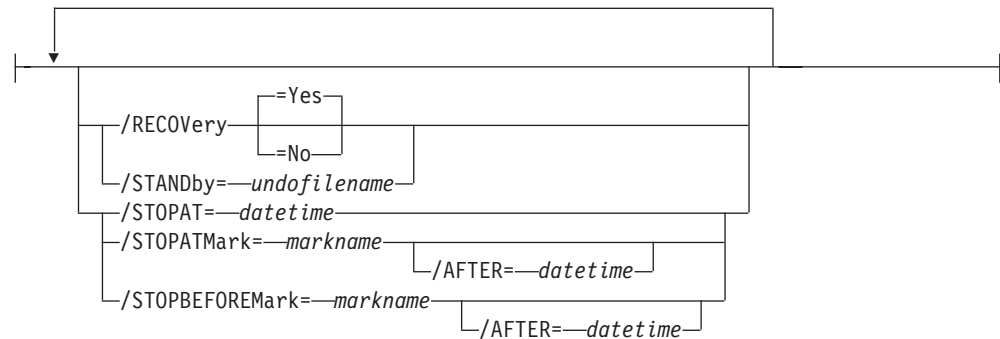 =Yes
/RECOVery
=No
/STANDby= undofilename
/STOPAT= datetime
/STOPATMark= markname
/AFTER= datetime
/STOPBEFOREMark= markname
/AFTER= datetime